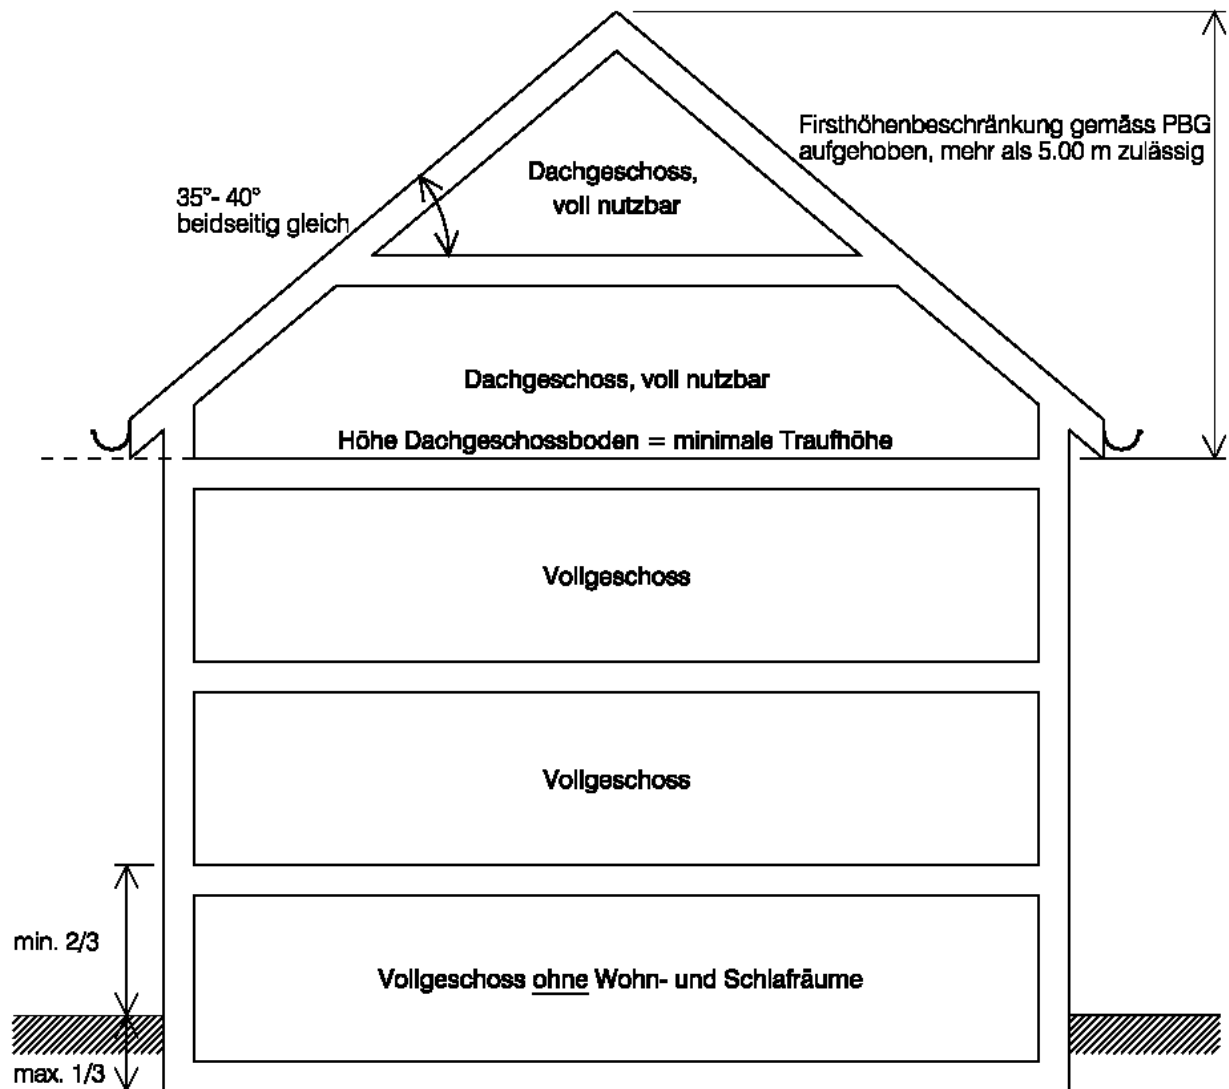 Firsthöhenbeschränkung gemäss PBG
aufgehoben, mehr als 5.00 m zulässig
Dachgeschoss,
voll nutzbar
35°- 40°
beidseitig gleich
Dachgeschoss, voll nutzbar
Höhe Dachgeschossboden = minimale Traufhöhe
Vollgeschoss
Vollgeschoss
min. 2/3
Vollgeschoss ohne Wohn- und Schlafräume
max. 1/3